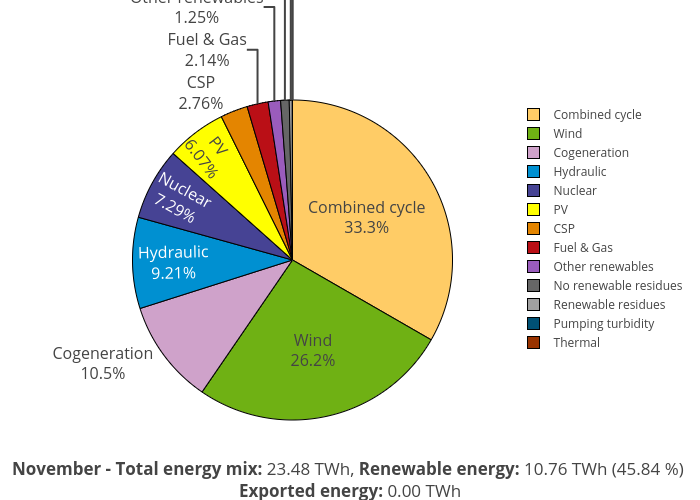 Other renewables
1.25%
Fuel & Gas
2.14%
CSP
2.76%
PV
6.07%
Nuclear
7.29%
Hydraulic
9.21%
Cogeneration
10.5%
Combined cycle
33.3%
Wind
26.2%
Combined cycle
Wind
Cogeneration
Hydraulic
Nuclear
PV
CSP
Fuel & Gas
Other renewables
No renewable residues
Renewable residues
Pumping turbidity
Thermal
November - Total energy mix: 23.48 TWh, Renewable energy: 10.76 TWh (45.84 %)
Exported energy: 0.00 TWh